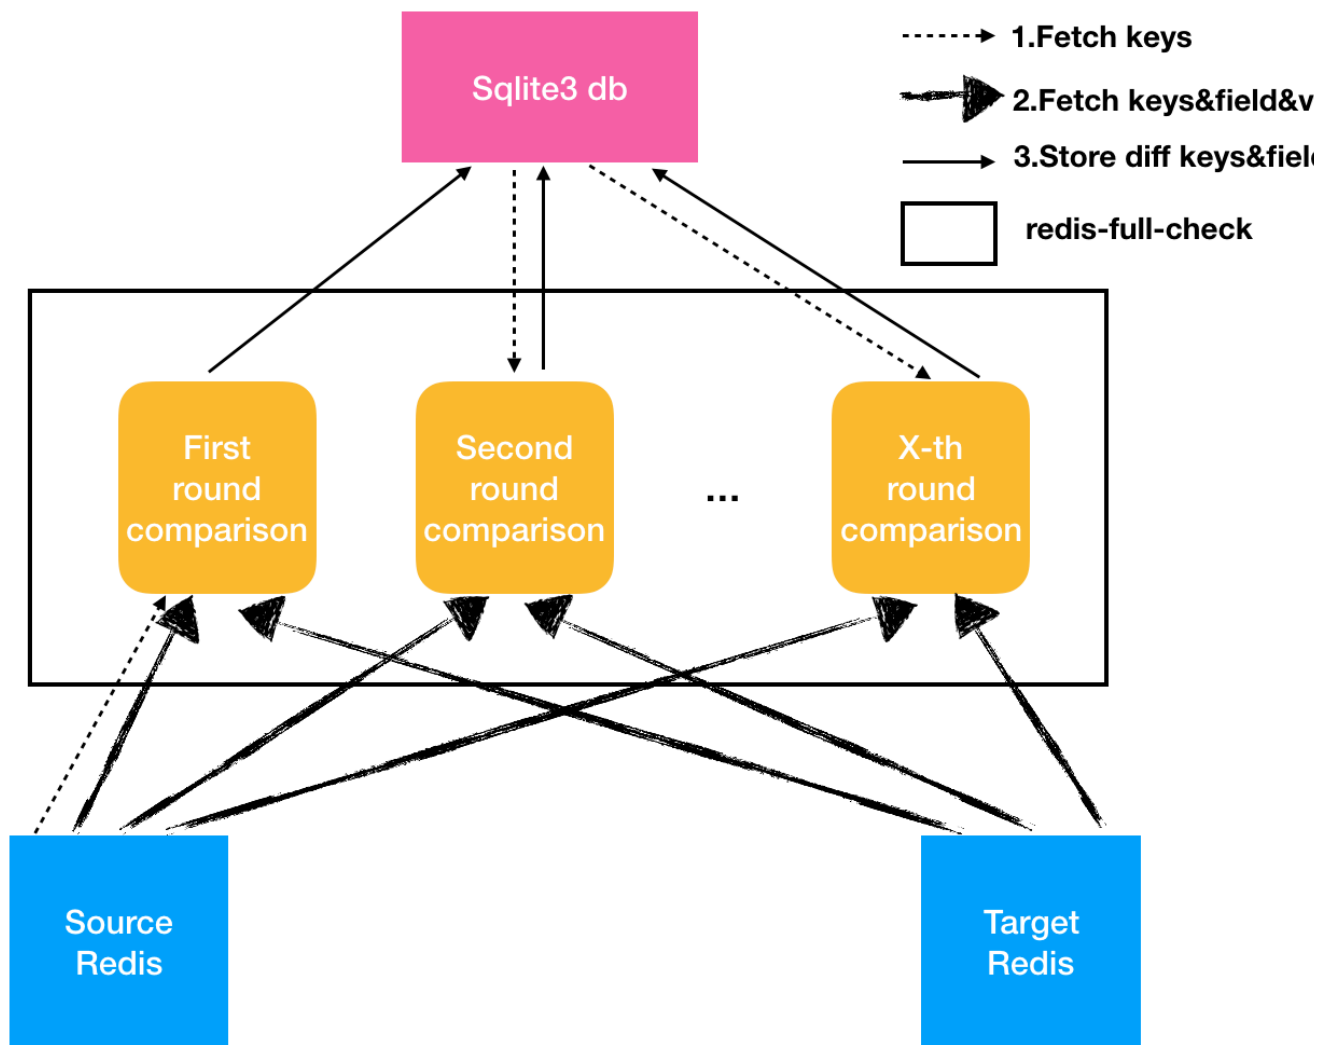 Sqlite3 db
1.Fetch keys
2.Fetch keys&field&v
3.Store diff keys&fiel
redis-full-check
First
round
comparison
Second
round
comparison
...
X-th
round
comparison
Source
Redis
Target
Redis